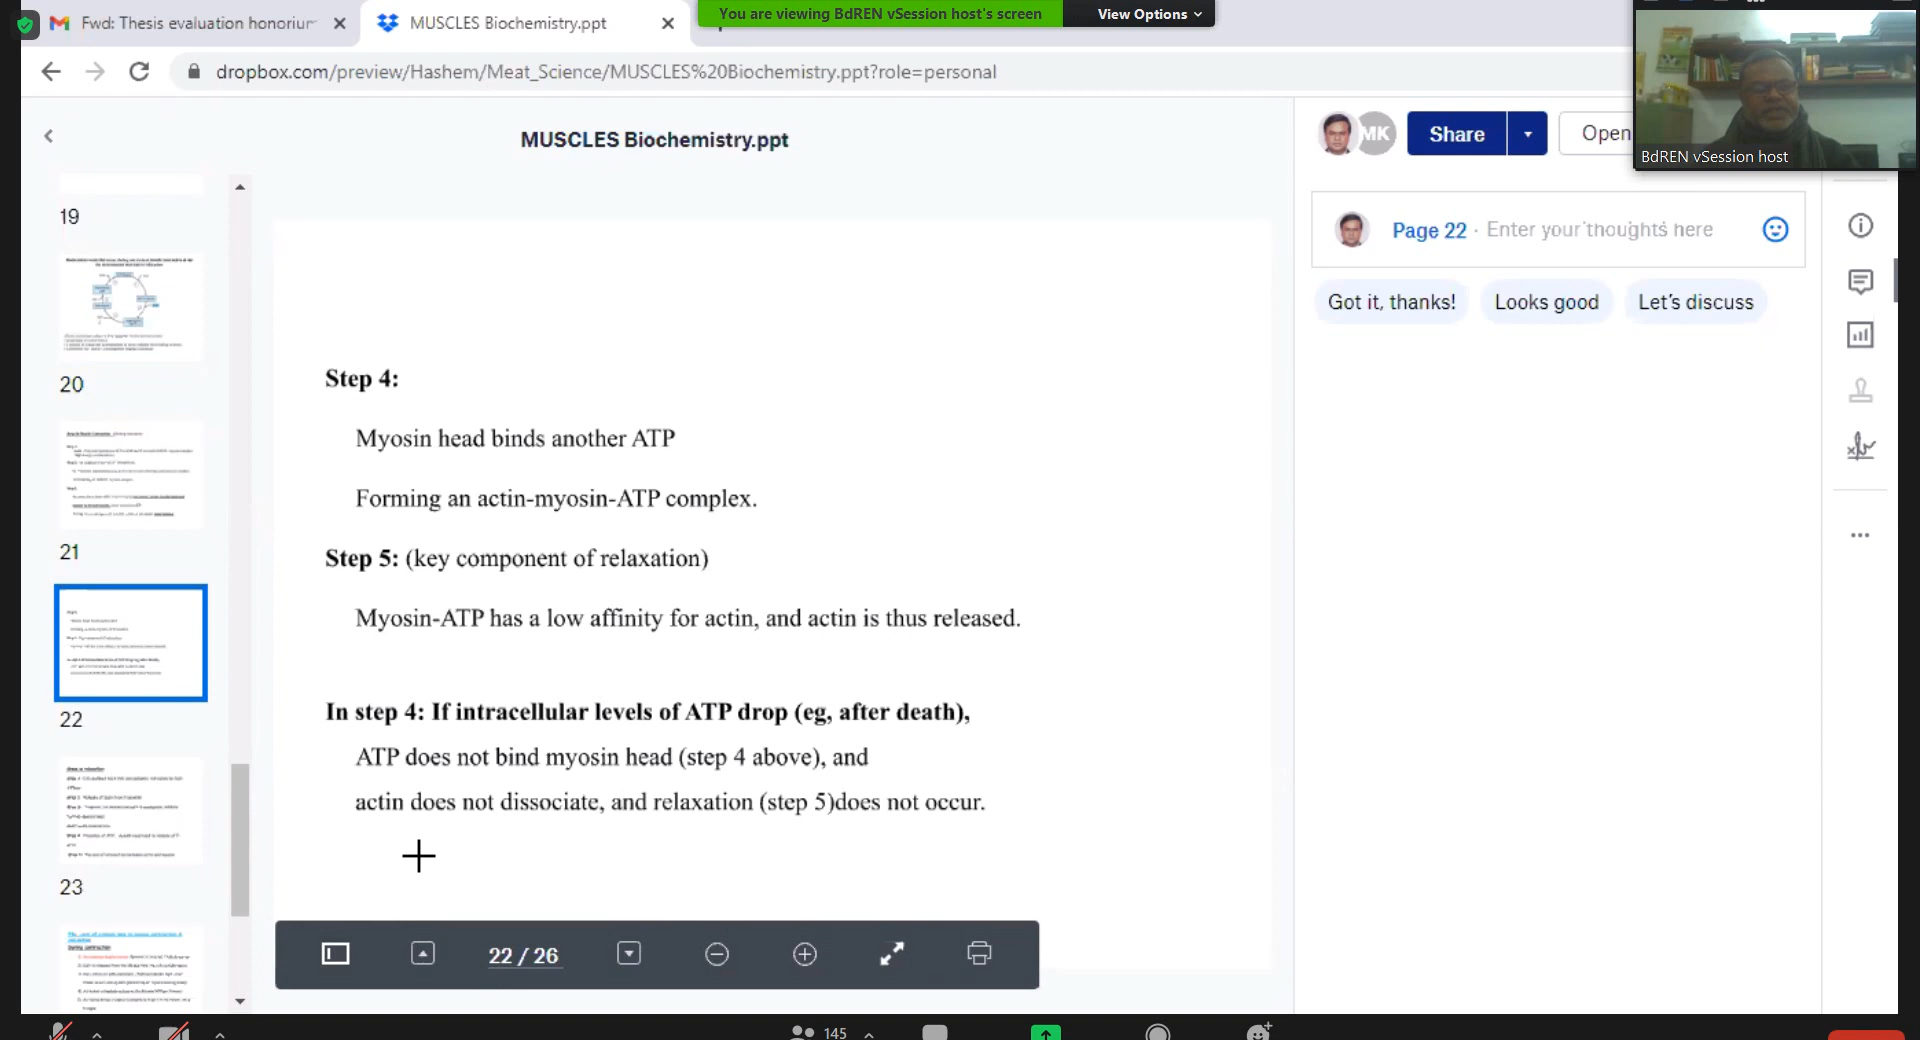 Fwd: Thesis evaluation honorium
MUSCLES Biochemistry.ppt
You are viewing BdREN vSession host's screen
View Options
dropbox.com/preview/Hashem/Meat_Science/MUSCLES%20Biochemistry.ppt?role=personal
MUSCLES Biochemistry.ppt
MK
Share
Open
BdREN vSession host
Page 22 · Enter your thoughts here
Got it, thanks!
Looks good
Let's discuss
19
20
21
22
23
Step 4:
Myosin head binds another ATP
Forming an actin-myosin-ATP complex.
Step 5: (key component of relaxation)
Myosin-ATP has a low affinity for actin, and actin is thus released.
In step 4: If intracellular levels of ATP drop (eg, after death),
ATP does not bind myosin head (step 4 above), and
actin does not dissociate, and relaxation (step 5)does not occur.
22 / 26
145